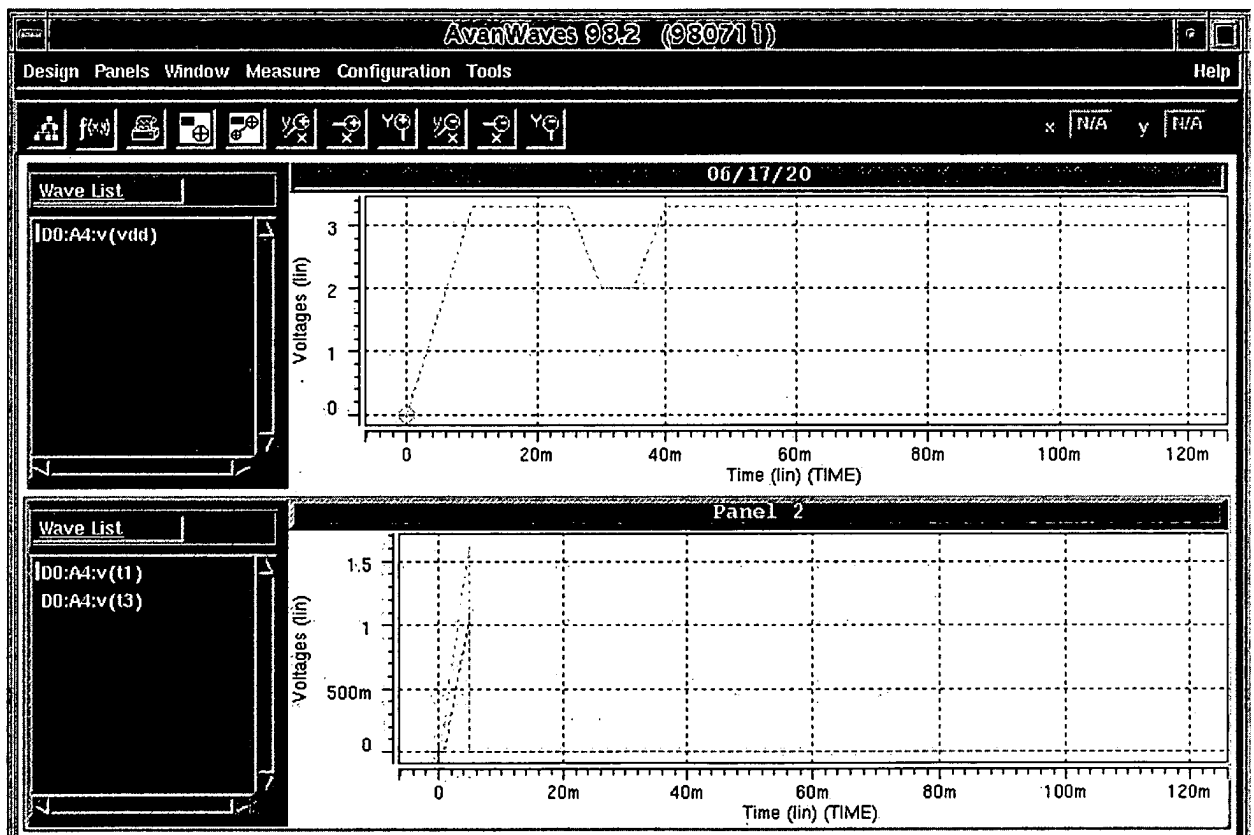 AvanWaves 98.2 (980711)
Design Panels Window Measure Configuration Tools Help
f(x,y) x N/A y N/A
Wave List
D0:A4:v(vdd)
06/17/20
Voltages (lin)
3
2
1
0
0 20m 40m 60m 80m 100m 120m
Time (lin) (TIME)
Wave List
D0:A4:v(t1)
D0:A4:v(t3)
Panel 2
Voltages (lin)
1.5
1
500m
0
0 20m 40m 60m 80m 100m 120m
Time (lin) (TIME)